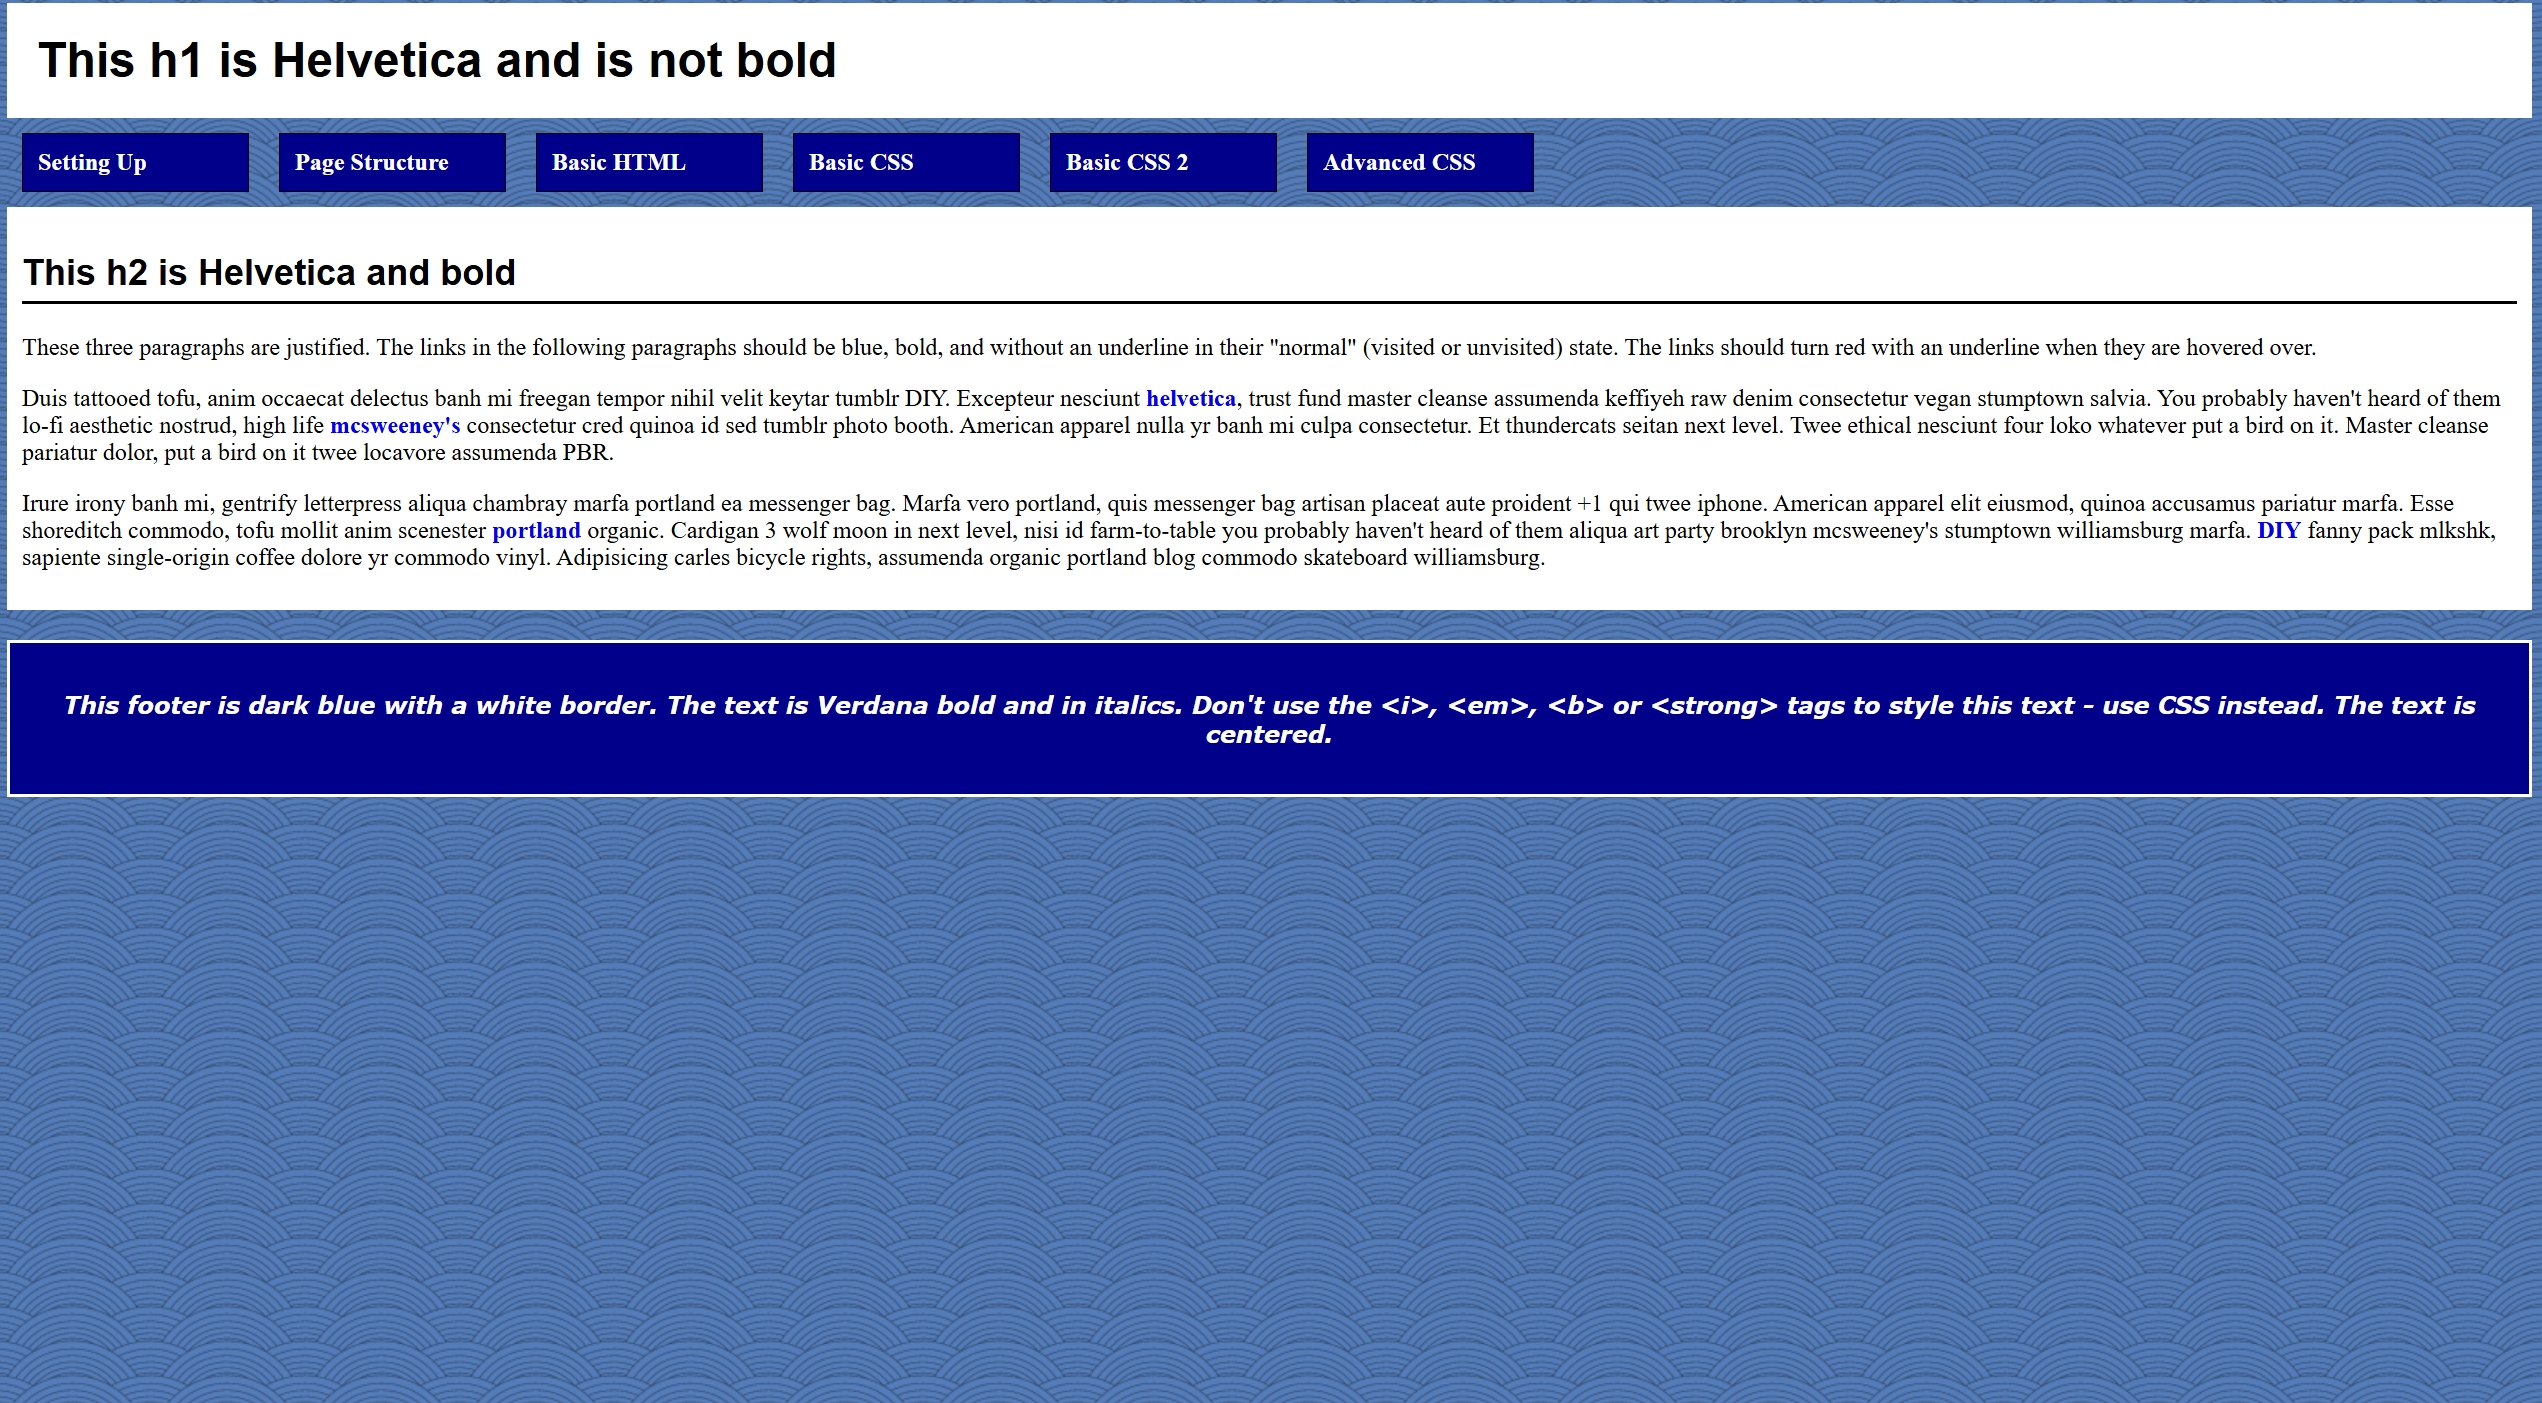 This h1 is Helvetica and is not bold
Setting Up
Page Structure
Basic HTML
Basic CSS
Basic CSS 2
Advanced CSS
This h2 is Helvetica and bold
These three paragraphs are justified. The links in the following paragraphs should be blue, bold, and without an underline in their "normal" (visited or unvisited) state. The links should turn red with an underline when they are hovered over.
Duis tattooed tofu, anim occaecat delectus banh mi freegan tempor nihil velit keytar tumblr DIY. Excepteur nesciunt helvetica, trust fund master cleanse assumenda keffiyeh raw denim consectetur vegan stumptown salvia. You probably haven't heard of them
lo-fi aesthetic nostrud, high life mcsweeney's consectetur cred quinoa id sed tumblr photo booth. American apparel nulla yr banh mi culpa consectetur. Et thundercats seitan next level. Twee ethical nesciunt four loko whatever put a bird on it. Master cleanse
pariatur dolor, put a bird on it twee locavore assumenda PBR.
Irure irony banh mi, gentrify letterpress aliqua chambray marfa portland ea messenger bag. Marfa vero portland, quis messenger bag artisan placeat aute proident +1 qui twee iphone. American apparel elit eiusmod, quinoa accusamus pariatur marfa. Esse
shoreditch commodo, tofu mollit anim scenester portland organic. Cardigan 3 wolf moon in next level, nisi id farm-to-table you probably haven't heard of them aliqua art party brooklyn mcsweeney's stumptown williamsburg marfa. DIY fanny pack mlkshk,
sapiente single-origin coffee dolore yr commodo vinyl. Adipisicing carles bicycle rights, assumenda organic portland blog commodo skateboard williamsburg.
This footer is dark blue with a white border. The text is Verdana bold and in italics. Don't use the <i>, <em>, <b> or <strong> tags to style this text - use CSS instead. The text is
centered.